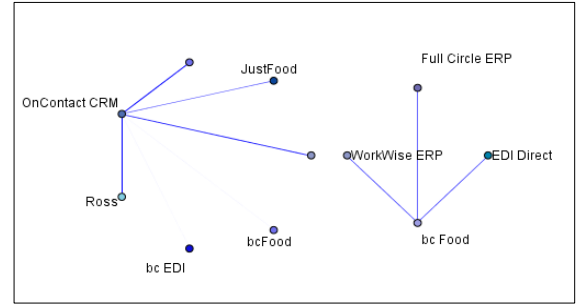 Full Circle ERP
JustFood
OnContact CRM
WorkWise ERP
EDI Direct
Ross
bcFood
bc Food
bc EDI